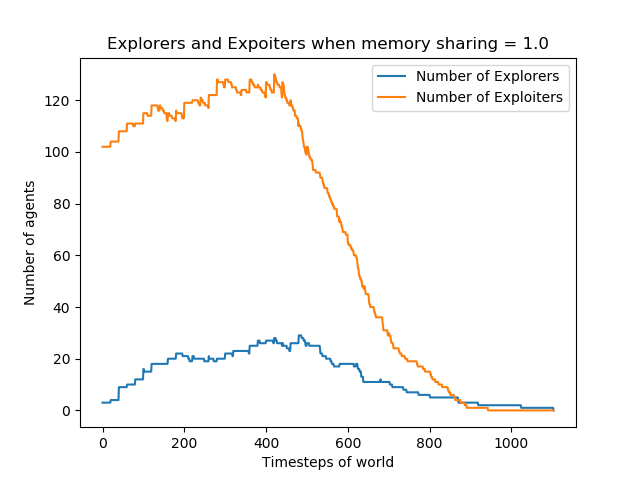 Explorers and Expoiters when memory sharing = 1.0
Number of Explorers
Number of Exploiters
Number of agents
120
100
80
60
40
20
0
0 200 400 600 800 1000
Timesteps of world